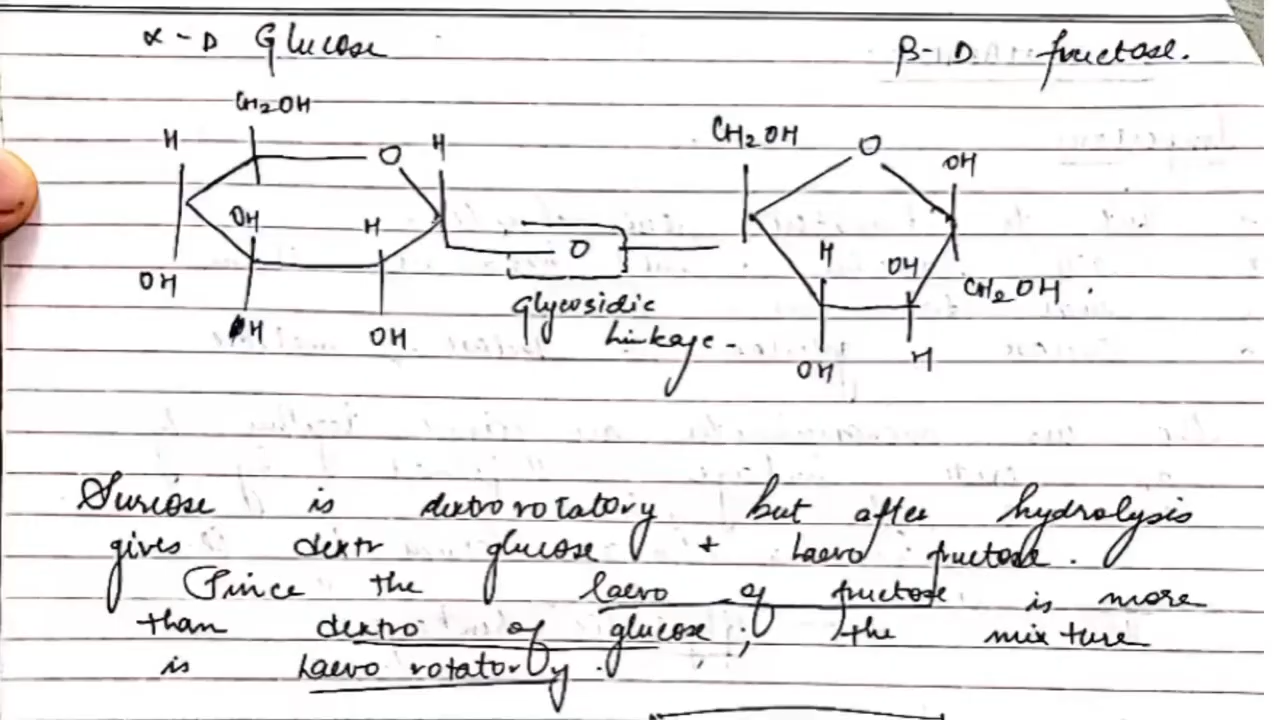 α-D Glucose
β-D fructose.
CH2OH
H
O
H
CH2OH
O
OH
OH
H
O
H
OH
OH
CH2OH.
OH
OH
OH
H
Glycosidic
Linkage-
Sucrose is dextrorotatory but after hydrolysis
gives dextr glucose + Laevo fructose.
Since the laevo of fructose is more
than dextro of glucose; the mixture
is Laevo rotatory.